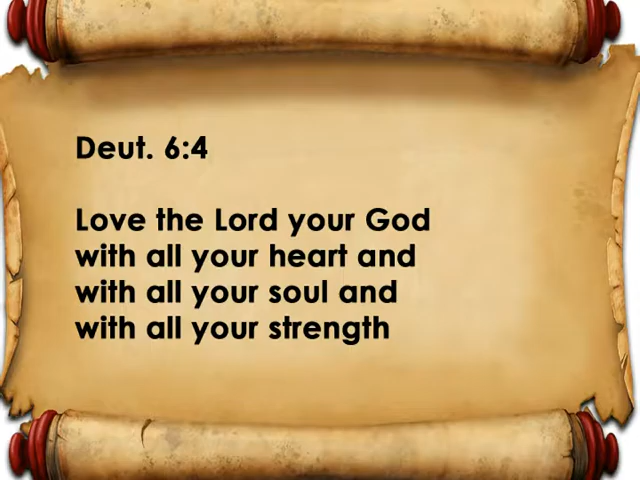 Deut. 6:4
Love the Lord your God
with all your heart and
with all your soul and
with all your strength